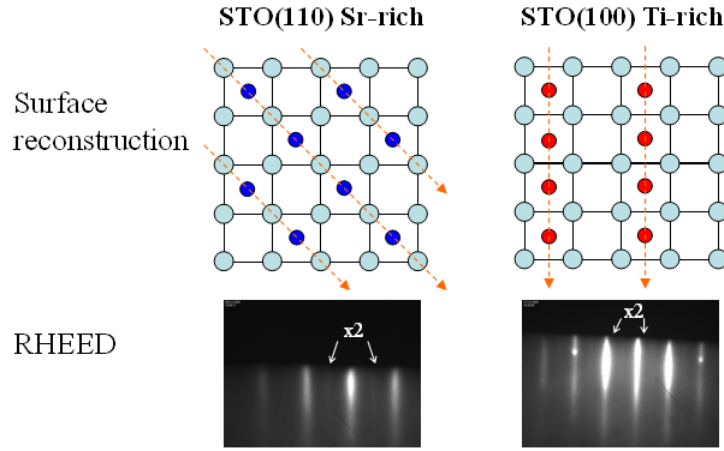 STO(110) Sr-rich
STO(100) Ti-rich
Surface
reconstruction
RHEED
x2
x2